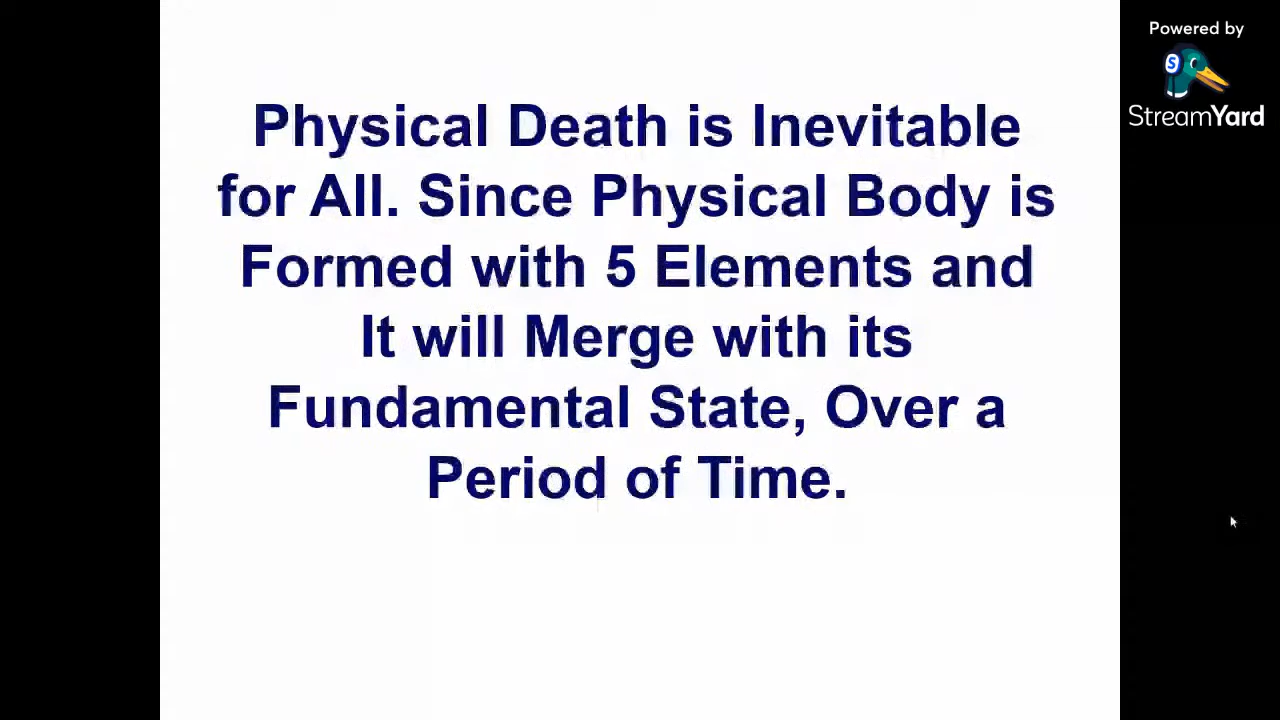 Powered by
S
StreamYard
Physical Death is Inevitable
for All. Since Physical Body is
Formed with 5 Elements and
It will Merge with its
Fundamental State, Over a
Period of Time.